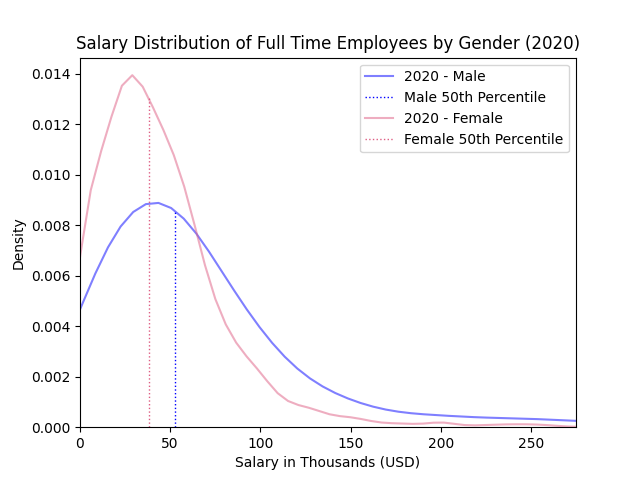 Salary Distribution of Full Time Employees by Gender (2020)
2020 - Male
Male 50th Percentile
2020 - Female
Female 50th Percentile
Density
0.014
0.012
0.010
0.008
0.006
0.004
0.002
0.000
0 50 100 150 200 250
Salary in Thousands (USD)